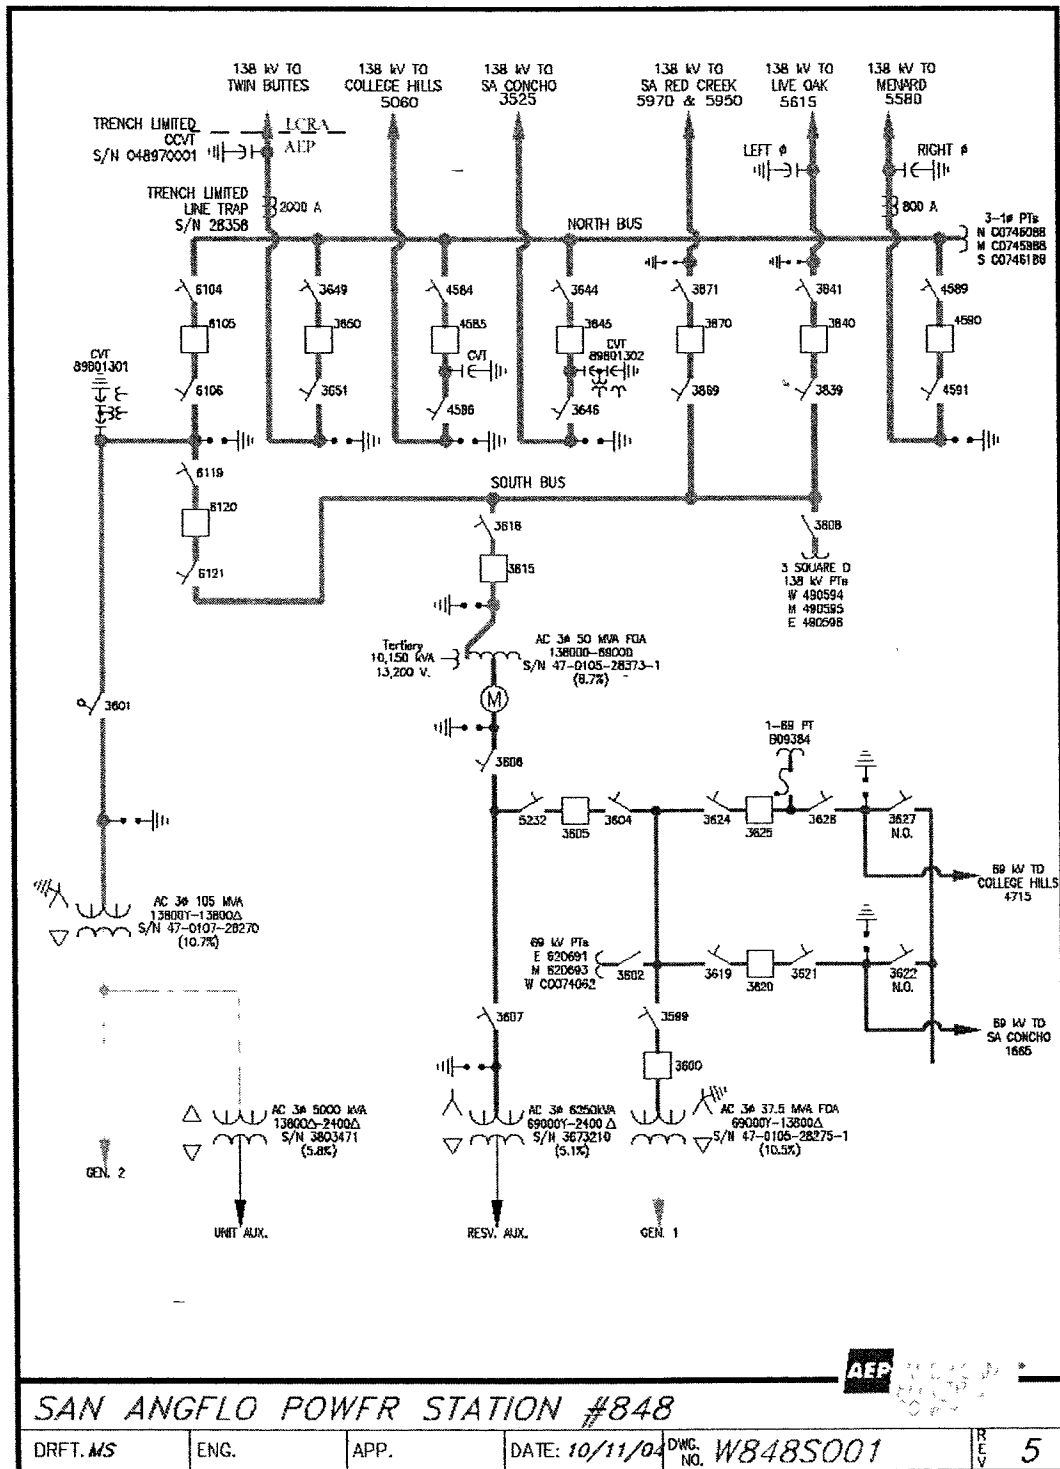 138 kV TO
TWIN BUTTES
138 kV TO
COLLEGE HILLS
5060
138 kV TO
SA CONCHO
3525
138 kV TO
SA RED CREEK
5970 & 5950
138 kV TO
LIVE OAK
5615
138 kV TO
MENARD
5580
TRENCH LIMITED
CCVT
S/N 048970001
LCRA
AEP
LEFT ø
RIGHT ø
TRENCH LIMITED
LINE TRAP
S/N 28358
2000 A
800 A
NORTH BUS
3-1ø PTs
N C0746088
M C0745988
S C0746188
6104
3649
4584
3644
3871
3841
4589
6105
3650
4585
3645
3870
3840
4590
CVT
89801301
CVT
CVT
89801302
6106
3651
4586
3646
3869
3839
4591
6119
6120
6121
SOUTH BUS
3616
3615
3608
3 SQUARE D
138 kV PTs
W 490594
M 490595
E 490596
Tertiary
10,150 kVA
13,200 V.
AC 3ø 50 MVA FOA
138000-69000
S/N 47-0105-28373-1
(8.7%)
M
3601
3606
1-69 PT
B09384
5232
3605
3604
3624
3625
3626
3627
N.O.
69 kV TO
COLLEGE HILLS
4715
AC 3ø 105 MVA
13800Y-13800Δ
S/N 47-0107-28270
(10.7%)
69 kV PTs
E 620691
M 620693
W C0074062
3602
3619
3620
3621
3622
N.O.
69 kV TO
SA CONCHO
1665
3607
3599
3600
AC 3ø 5000 kVA
13800Δ-2400Δ
S/N 3803471
(5.8%)
AC 3ø 6250kVA
69000Y-2400 Δ
S/N 3673210
(5.1%)
AC 3ø 37.5 MVA FOA
69000Y-13800Δ
S/N 47-0105-28275-1
(10.5%)
GEN. 2
UNIT AUX.
RESV. AUX.
GEN. 1
AEP
SAN ANGFLO POWFR STATION #848
DRFT. MS
ENG.
APP.
DATE: 10/11/04
DWG. NO. W848S001
REV 5